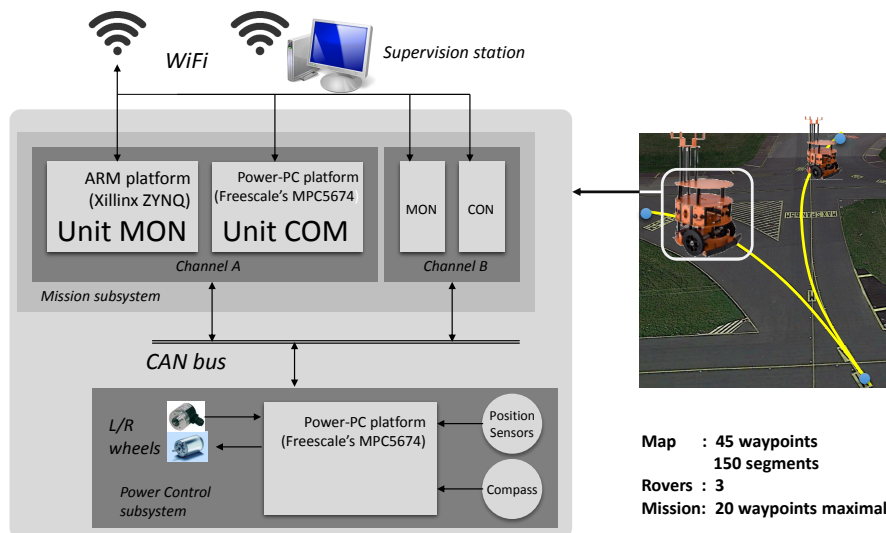 WiFi
Supervision station
ARM platform
(Xillinx ZYNQ)
Unit MON
Power-PC platform
(Freescale's MPC5674)
Unit COM
MON
CON
Channel A
Channel B
Mission subsystem
CAN bus
L/R
wheels
Power-PC platform
(Freescale's MPC5674)
Position
Sensors
Compass
Power Control
subsystem
Map : 45 waypoints
150 segments
Rovers : 3
Mission: 20 waypoints maximal